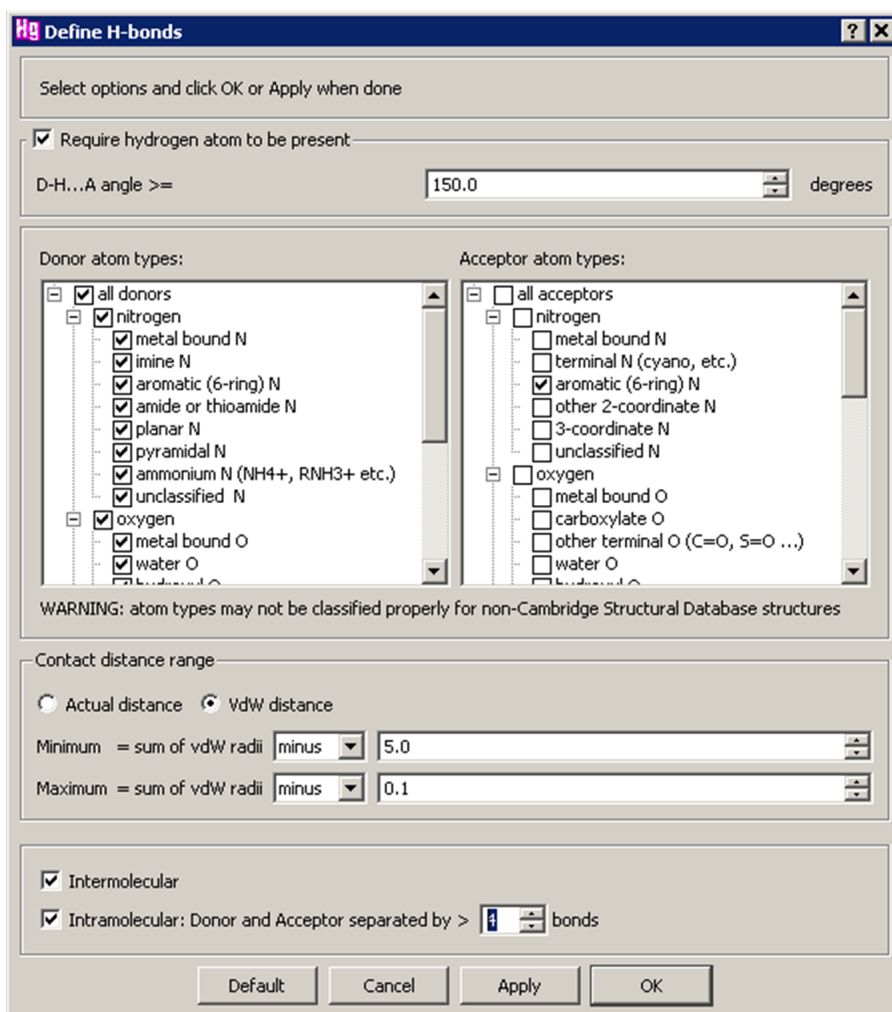 Hg Define H-bonds
Select options and click OK or Apply when done
Require hydrogen atom to be present
D-H...A angle >= 150.0 degrees
Donor atom types:
all donors
nitrogen
metal bound N
imine N
aromatic (6-ring) N
amide or thioamide N
planar N
pyramidal N
ammonium N (NH4+, RNH3+ etc.)
unclassified N
oxygen
metal bound O
water O
Acceptor atom types:
all acceptors
nitrogen
metal bound N
terminal N (cyano, etc.)
aromatic (6-ring) N
other 2-coordinate N
3-coordinate N
unclassified N
oxygen
metal bound O
carboxylate O
other terminal O (C=O, S=O ...)
water O
WARNING: atom types may not be classified properly for non-Cambridge Structural Database structures
Contact distance range
Actual distance VdW distance
Minimum = sum of vdW radii minus 5.0
Maximum = sum of vdW radii minus 0.1
Intermolecular
Intramolecular: Donor and Acceptor separated by > 4 bonds
Default Cancel Apply OK